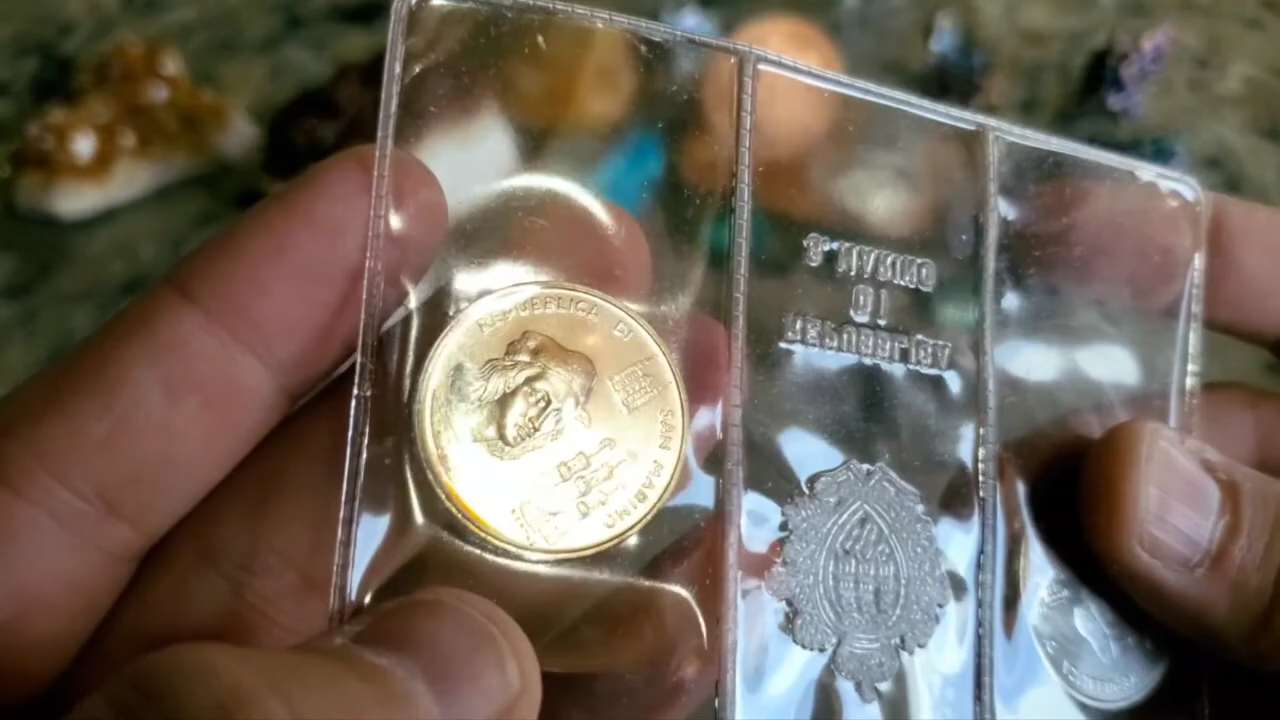 REPUBBLICA DI
SAN MARINO
REPUBBLICA
DI
S. MARINO